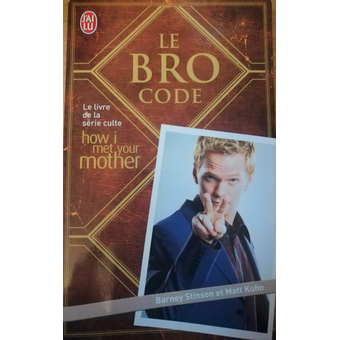 J'AI
LU
LE
BRO
CODE
Le livre
de la
série culte
how i
met your
mother
Barney Stinson et Matt Kuhn